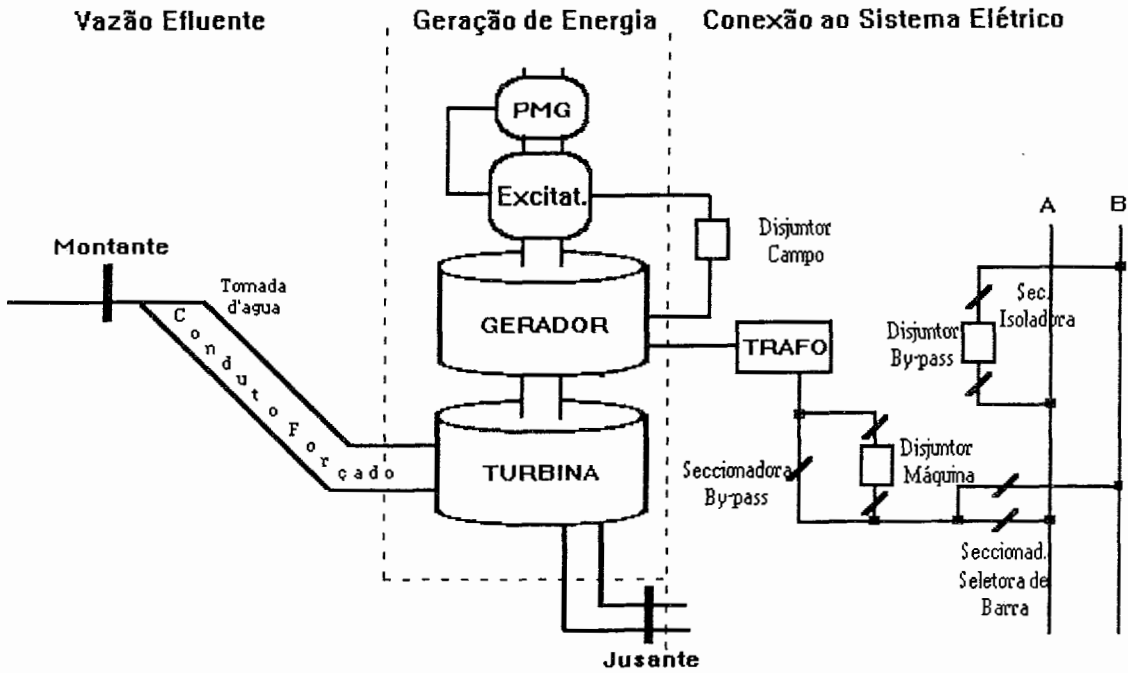 Vazão Efluente
Geração de Energia
Conexão ao Sistema Elétrico
PMG
Excitat.
Disjuntor
Campo
A
B
Montante
Tomada
d'agua
Conduto Forçado
GERADOR
TRAFO
Sec.
Isoladora
Disjuntor
By-pass
TURBINA
Seccionadora
By-pass
Disjuntor
Máquina
Seccionad.
Seletora de
Barra
Jusante